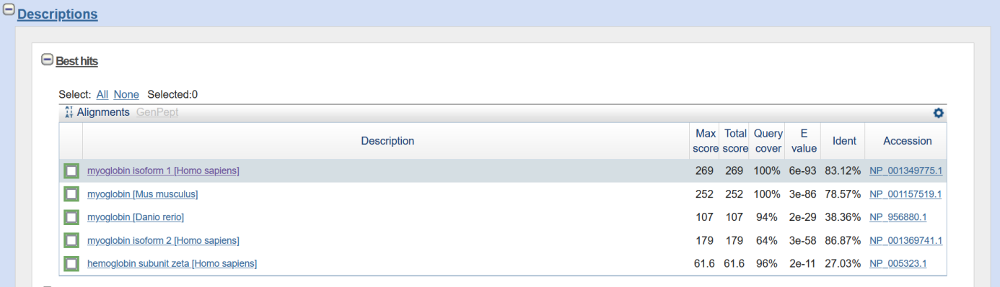 Descriptions
Best hits
Select: All None Selected:0
Alignments GenPept
Description Max score Total score Query cover E value Ident Accession
myoglobin isoform 1 [Homo sapiens] 269 269 100% 6e-93 83.12% NP_001349775.1
myoglobin [Mus musculus] 252 252 100% 3e-86 78.57% NP_001157519.1
myoglobin [Danio rerio] 107 107 94% 2e-29 38.36% NP_956880.1
myoglobin isoform 2 [Homo sapiens] 179 179 64% 3e-58 86.87% NP_001369741.1
hemoglobin subunit zeta [Homo sapiens] 61.6 61.6 96% 2e-11 27.03% NP_005323.1